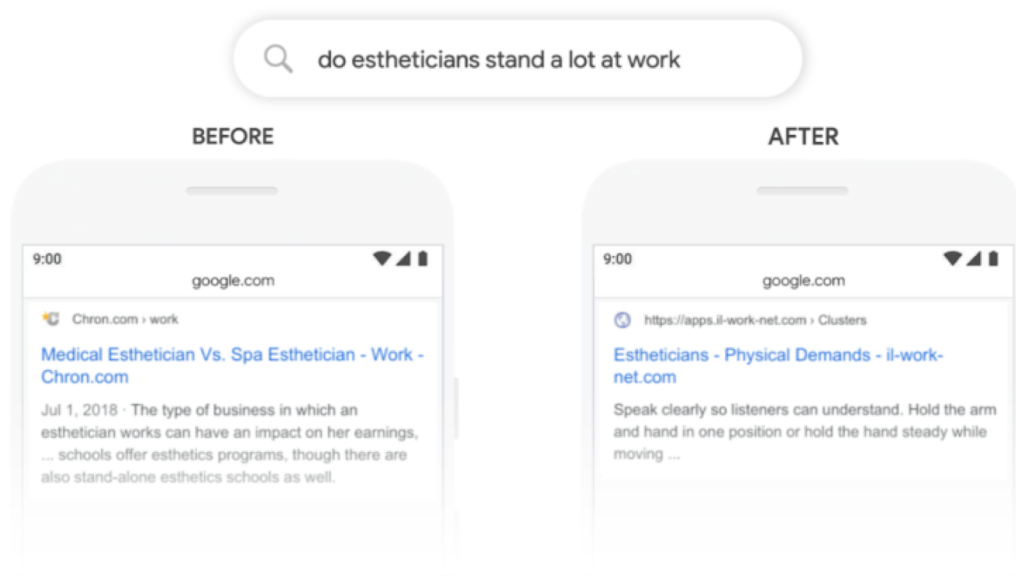 do estheticians stand a lot at work
BEFORE
9:00
google.com
Chron.com › work
Medical Esthetician Vs. Spa Esthetician - Work -
Chron.com
Jul 1, 2018 · The type of business in which an
esthetician works can have an impact on her earnings,
... schools offer esthetics programs, though there are
also stand-alone esthetics schools as well.
AFTER
9:00
google.com
https://apps.il-work-net.com › Clusters
Estheticians - Physical Demands - il-work-
net.com
Speak clearly so listeners can understand. Hold the arm
and hand in one position or hold the hand steady while
moving ...